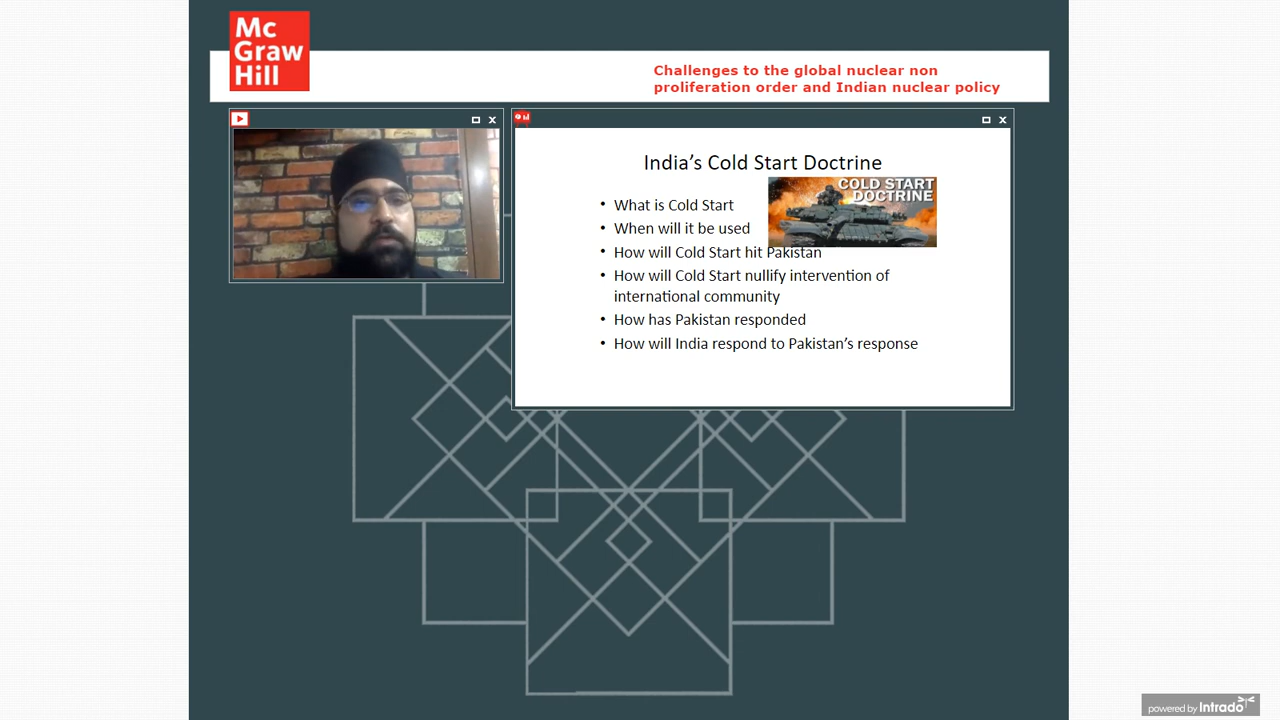 Mc
Graw
Hill
Challenges to the global nuclear non
proliferation order and Indian nuclear policy
India’s Cold Start Doctrine
COLD START
DOCTRINE
• What is Cold Start
• When will it be used
• How will Cold Start hit Pakistan
• How will Cold Start nullify intervention of
international community
• How has Pakistan responded
• How will India respond to Pakistan’s response
powered by Intrado